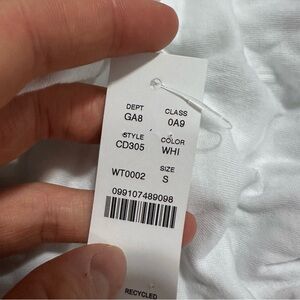 DEPT CLASS
GA8 0A9
STYLE COLOR
CD305 WHI
SIZE
WT0002 S
099107489098
RECYCLED